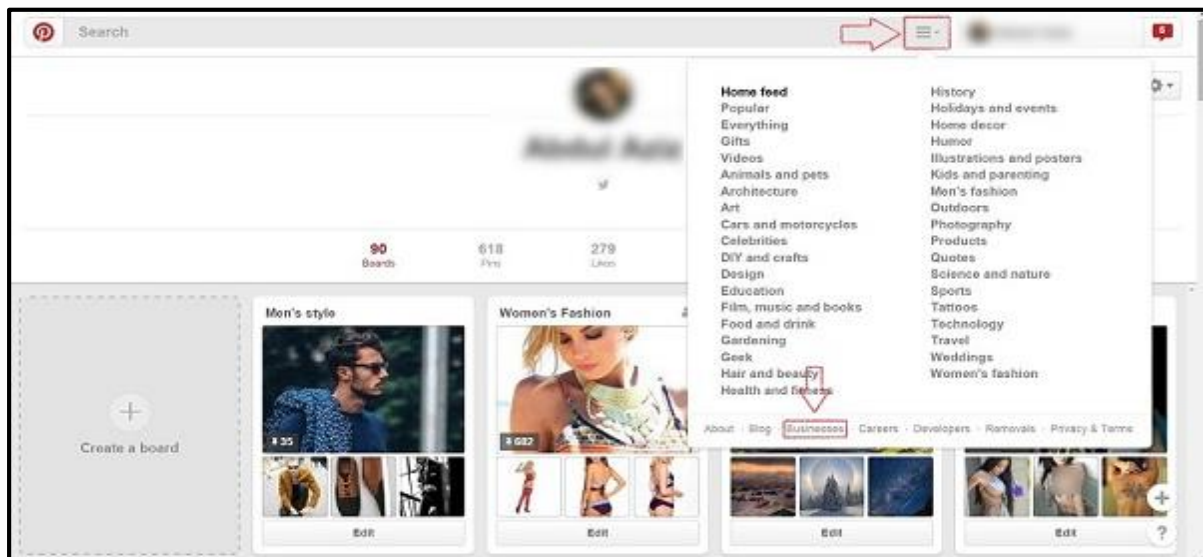 Search
6
Home feed
Popular
Everything
Gifts
Videos
Animals and pets
Architecture
Art
Cars and motorcycles
Celebrities
DIY and crafts
Design
Education
Film, music and books
Food and drink
Gardening
Geek
Hair and beauty
Health and fitness
History
Holidays and events
Home decor
Humor
Illustrations and posters
Kids and parenting
Men's fashion
Outdoors
Photography
Products
Quotes
Science and nature
Sports
Tattoos
Technology
Travel
Weddings
Women's fashion
About · Blog · Businesses · Careers · Developers · Removals · Privacy & Terms
90
Boards
618
Pins
279
Likes
Create a board
Men's style
35
Edit
Women's Fashion
682
Edit
Edit
Edit
?